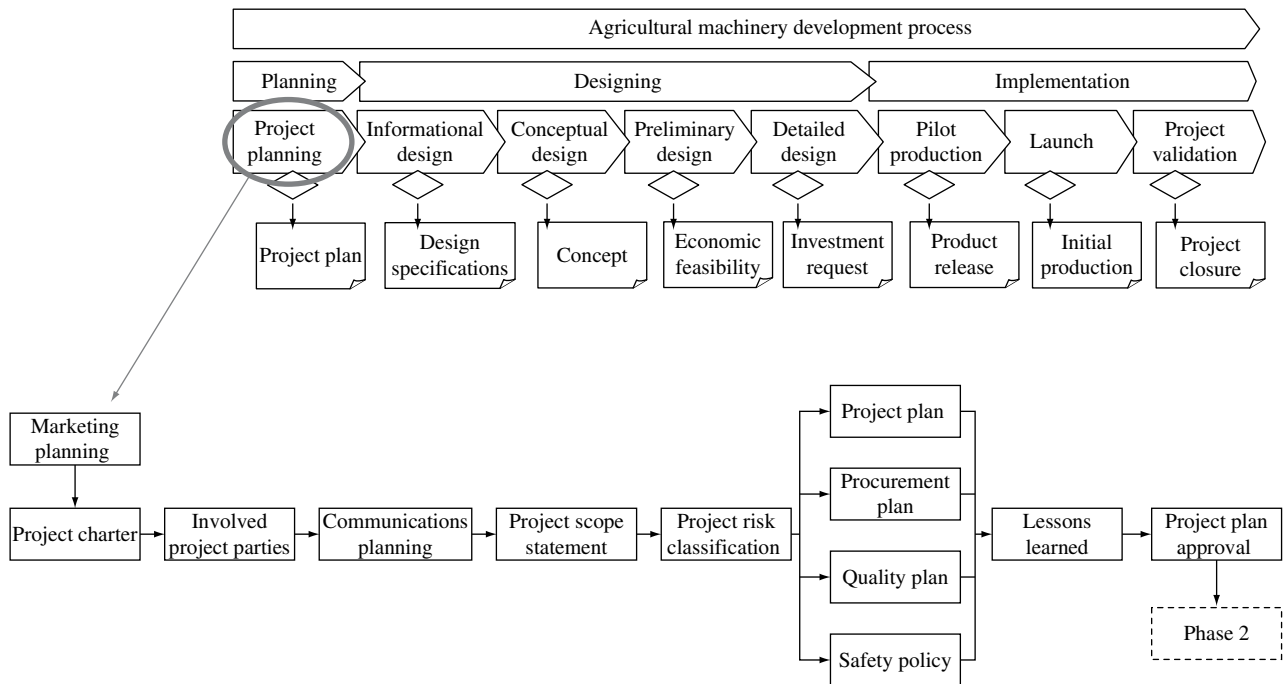 Agricultural machinery development process
Planning
Designing
Implementation
Project
planning
Informational
design
Conceptual
design
Preliminary
design
Detailed
design
Pilot
production
Launch
Project
validation
Project plan
Design
specifications
Concept
Economic
feasibility
Investment
request
Product
release
Initial
production
Project
closure
Marketing
planning
Project charter
Involved
project parties
Communications
planning
Project scope
statement
Project risk
classification
Project plan
Procurement
plan
Quality plan
Safety policy
Lessons
learned
Project plan
approval
Phase 2